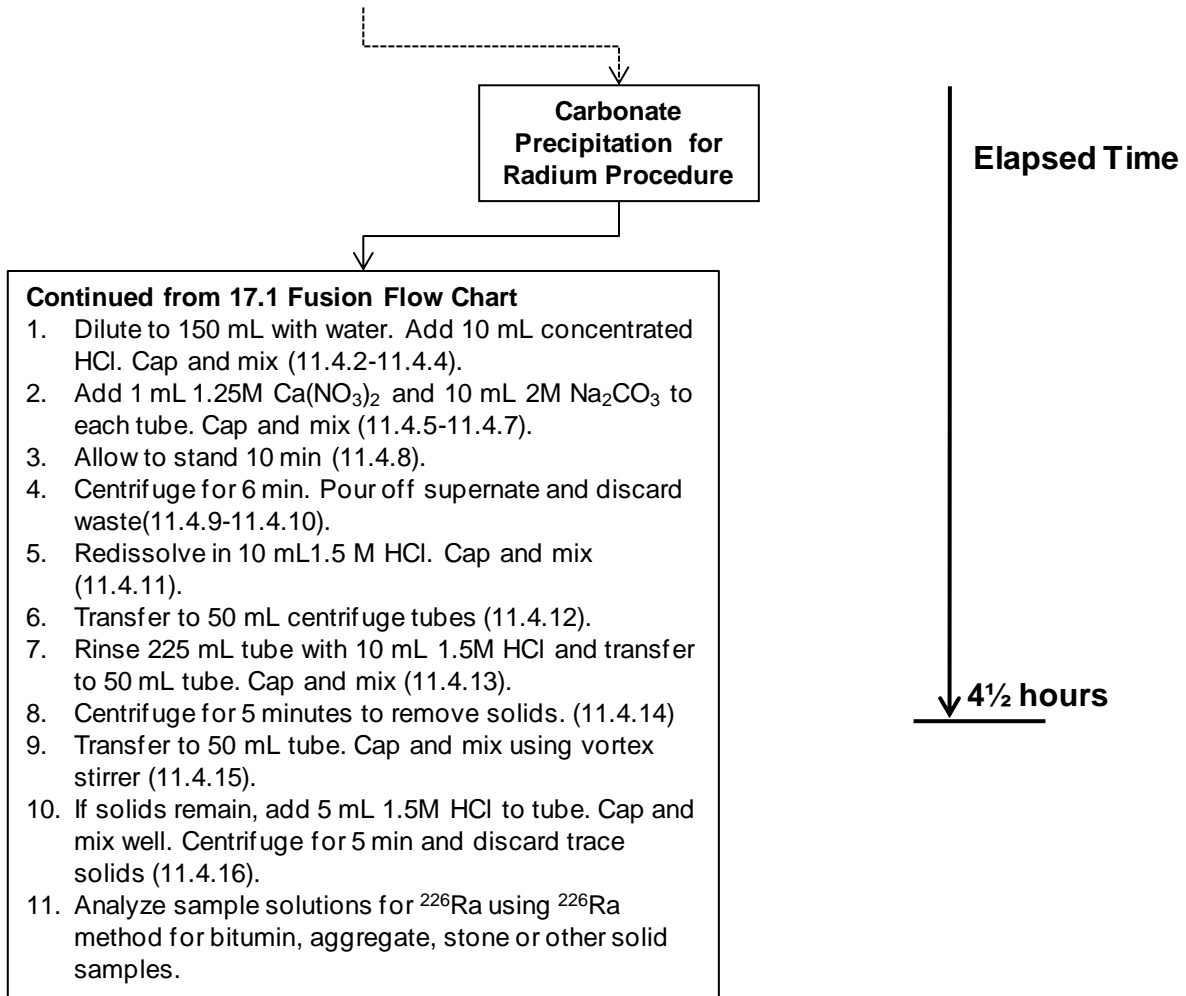 Carbonate
Precipitation for
Radium Procedure
Elapsed Time
Continued from 17.1 Fusion Flow Chart
1. Dilute to 150 mL with water. Add 10 mL concentrated
HCl. Cap and mix (11.4.2-11.4.4).
2. Add 1 mL 1.25M Ca(NO₃)₂ and 10 mL 2M Na₂CO₃ to
each tube. Cap and mix (11.4.5-11.4.7).
3. Allow to stand 10 min (11.4.8).
4. Centrifuge for 6 min. Pour off supernate and discard
waste(11.4.9-11.4.10).
5. Redissolve in 10 mL1.5 M HCl. Cap and mix
(11.4.11).
6. Transfer to 50 mL centrifuge tubes (11.4.12).
7. Rinse 225 mL tube with 10 mL 1.5M HCl and transfer
to 50 mL tube. Cap and mix (11.4.13).
8. Centrifuge for 5 minutes to remove solids. (11.4.14)
9. Transfer to 50 mL tube. Cap and mix using vortex
stirrer (11.4.15).
10. If solids remain, add 5 mL 1.5M HCl to tube. Cap and
mix well. Centrifuge for 5 min and discard trace
solids (11.4.16).
11. Analyze sample solutions for ²²⁶Ra using ²²⁶Ra
method for bitumin, aggregate, stone or other solid
samples.
4½ hours